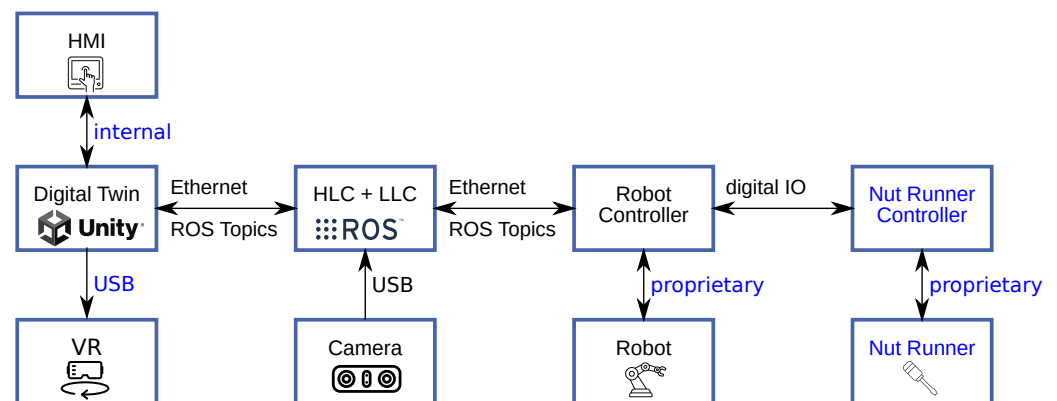 HMI
internal
Digital Twin
Unity
Ethernet
ROS Topics
HLC + LLC
ROS
Ethernet
ROS Topics
Robot
Controller
digital IO
Nut Runner
Controller
USB
USB
proprietary
proprietary
VR
Camera
Robot
Nut Runner